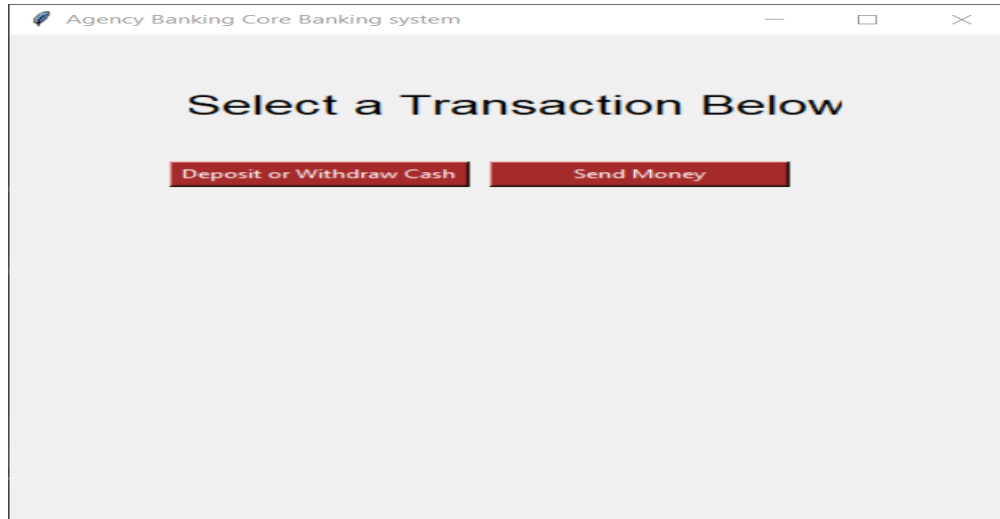 Agency Banking Core Banking system
Select a Transaction Below
Deposit or Withdraw Cash
Send Money